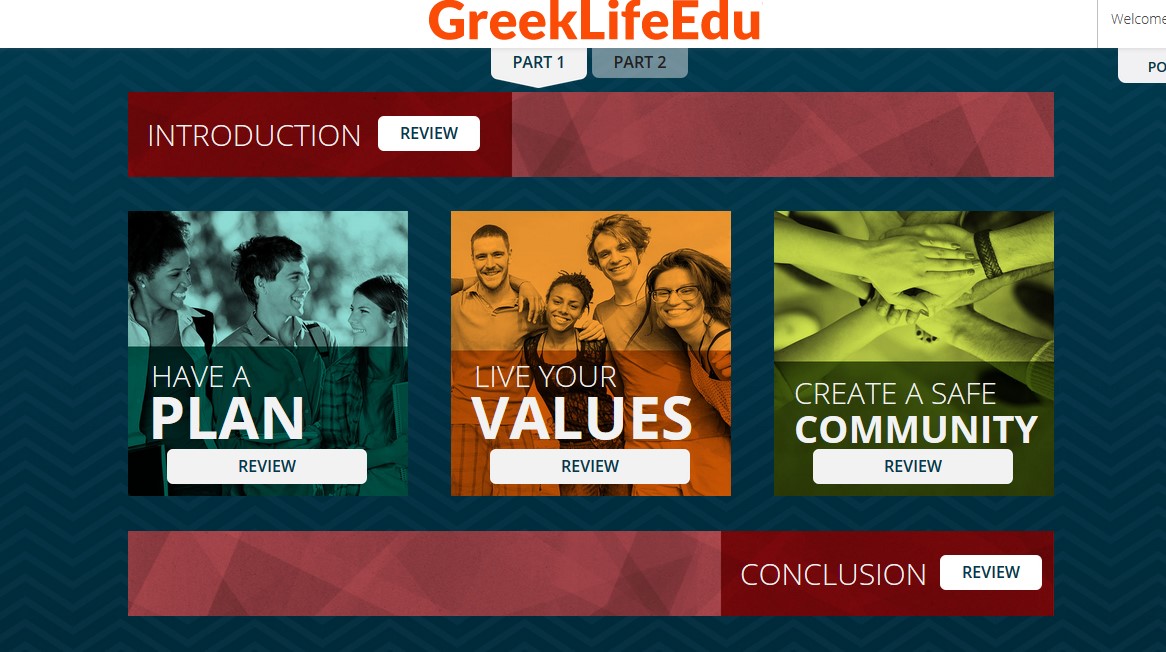 GreekLifeEdu
Welcome
PART 1
PART 2
PO
INTRODUCTION
REVIEW
HAVE A
PLAN
REVIEW
LIVE YOUR
VALUES
REVIEW
CREATE A SAFE
COMMUNITY
REVIEW
CONCLUSION
REVIEW